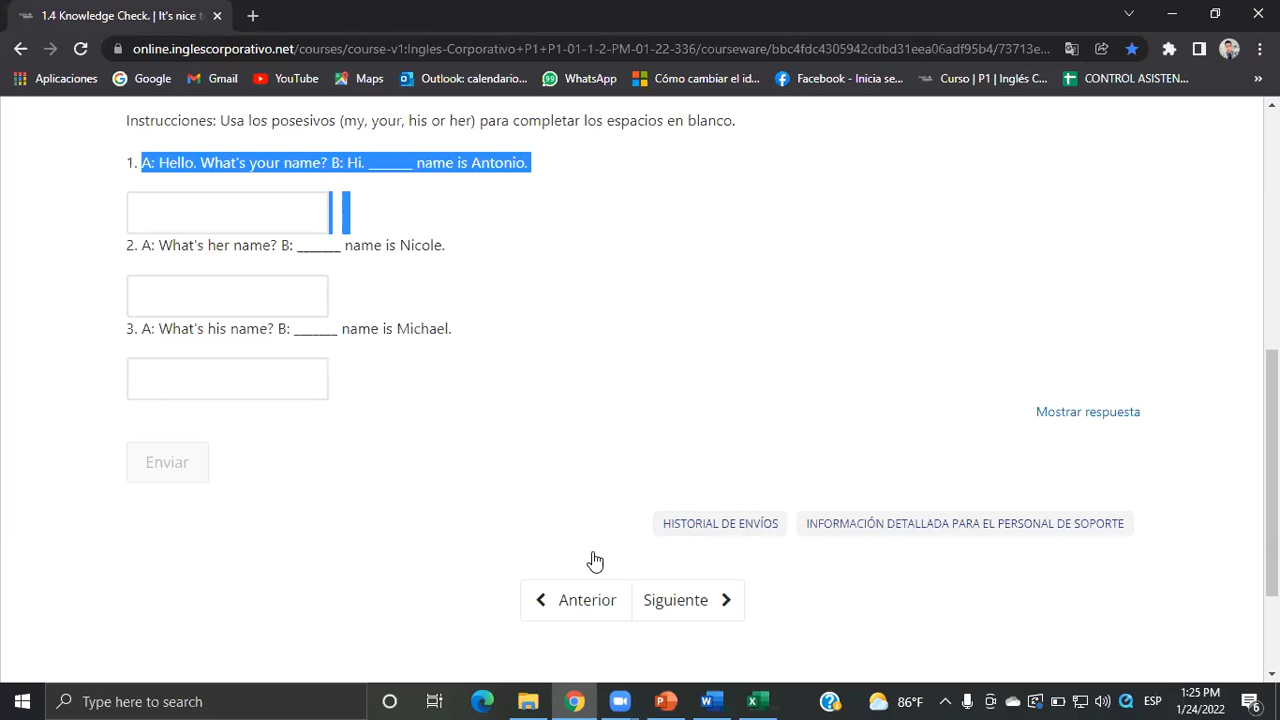 1.4 Knowledge Check. | It's nice to
online.inglescorporativo.net/courses/course-v1:Ingles-Corporativo+P1+P1-01-1-2-PM-01-22-336/courseware/bbc4fdc4305942cdbd31eea06adf95b4/73713e...
Aplicaciones Google Gmail YouTube Maps Outlook: calendario... WhatsApp Cómo cambiar el id... Facebook - Inicia se... Curso | P1 | Inglés C... CONTROL ASISTEN... »
Instrucciones: Usa los posesivos (my, your, his or her) para completar los espacios en blanco.
1. A: Hello. What's your name? B: Hi. ______ name is Antonio.
2. A: What's her name? B: ______ name is Nicole.
3. A: What's his name? B: ______ name is Michael.
Mostrar respuesta
Enviar
HISTORIAL DE ENVÍOS INFORMACIÓN DETALLADA PARA EL PERSONAL DE SOPORTE
Anterior Siguiente
Type here to search 86°F ESP 1:25 PM
1/24/2022 6